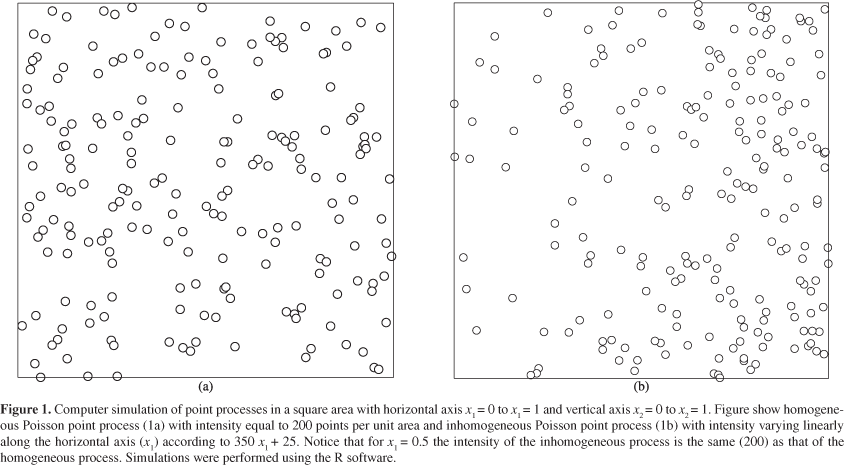 (a)
(b)
Figure 1. Computer simulation of point processes in a square area with horizontal axis x1 = 0 to x1 = 1 and vertical axis x2 = 0 to x2 = 1. Figure show homogene-
ous Poisson point process (1a) with intensity equal to 200 points per unit area and inhomogeneous Poisson point process (1b) with intensity varying linearly
along the horizontal axis (x1) according to 350 x1 + 25. Notice that for x1 = 0.5 the intensity of the inhomogeneous process is the same (200) as that of the
homogeneous process. Simulations were performed using the R software.